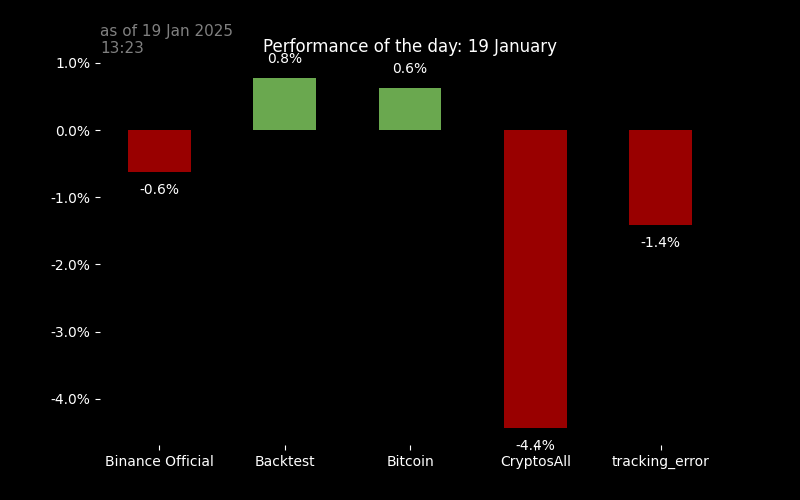 as of 19 Jan 2025
13:23
Performance of the day: 19 January
1.0%
0.0%
-1.0%
-2.0%
-3.0%
-4.0%
-0.6%
0.8%
0.6%
-4.4%
-1.4%
Binance Official
Backtest
Bitcoin
CryptosAll
tracking_error